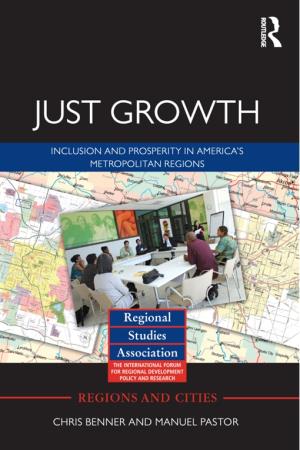 Routledge
JUST GROWTH
INCLUSION AND PROSPERITY IN AMERICA'S
METROPOLITAN REGIONS
Regional
Studies
Association
THE INTERNATIONAL FORUM
FOR REGIONAL DEVELOPMENT
POLICY AND RESEARCH
REGIONS AND CITIES
CHRIS BENNER AND MANUEL PASTOR